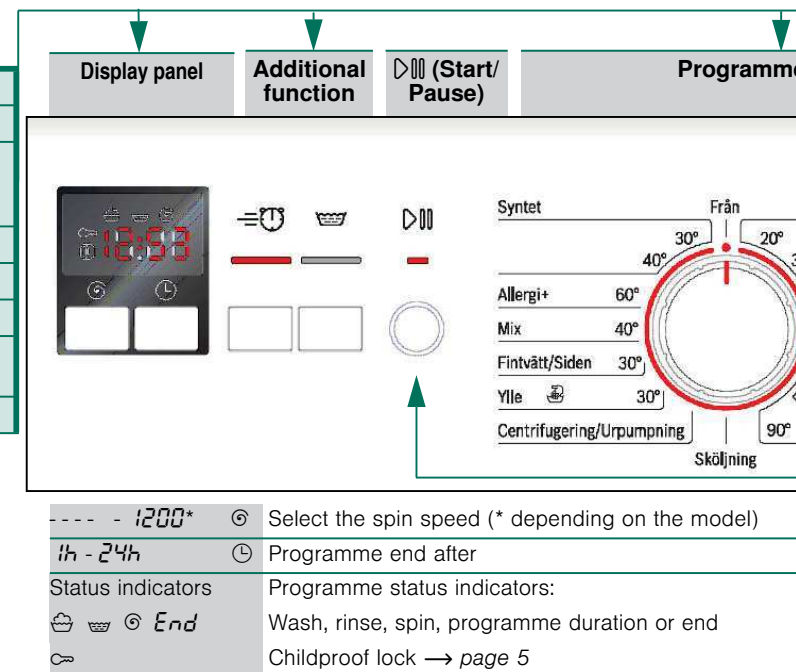 Display panel
Additional function
(Start/ Pause)
Programme
18:53
Syntet
Från
30°
20°
40°
Allergi+ 60°
Mix 40°
Fintvätt/Siden 30°
Ylle 30°
Centrifugering/Urpumpning
90°
Sköljning
---- - 1200* Select the spin speed (* depending on the model)
1h - 24h Programme end after
Status indicators Programme status indicators:
End Wash, rinse, spin, programme duration or end
Childproof lock → page 5